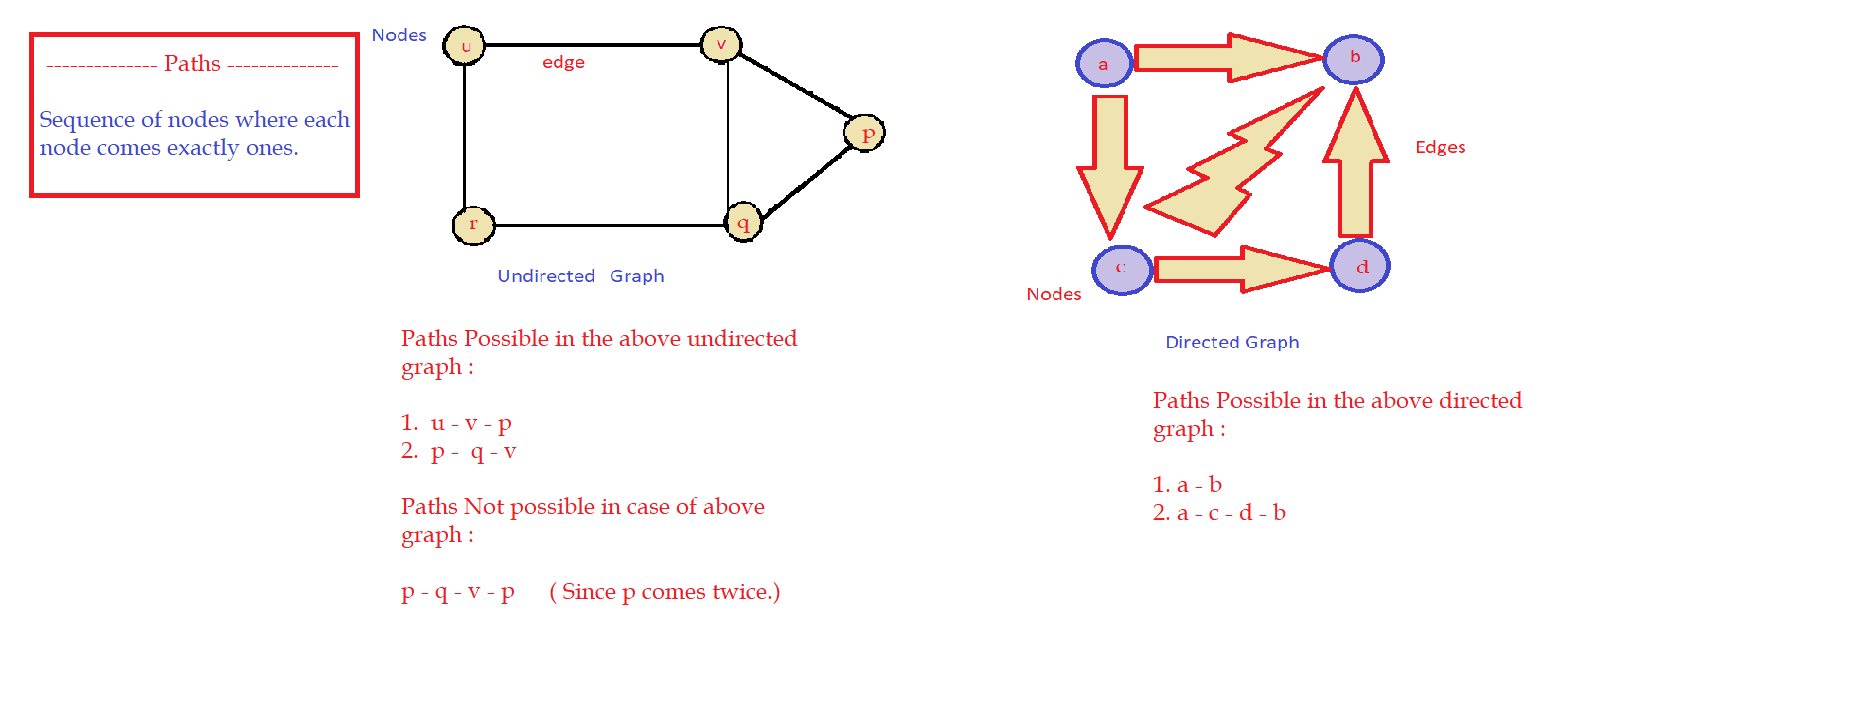 -------------- Paths --------------
Sequence of nodes where each
node comes exactly ones.
Nodes
u
v
edge
p
r
q
Undirected Graph
Paths Possible in the above undirected
graph :
1. u - v - p
2. p - q - v
Paths Not possible in case of above
graph :
p - q - v - p ( Since p comes twice.)
a
b
Edges
c
d
Nodes
Directed Graph
Paths Possible in the above directed
graph :
1. a - b
2. a - c - d - b